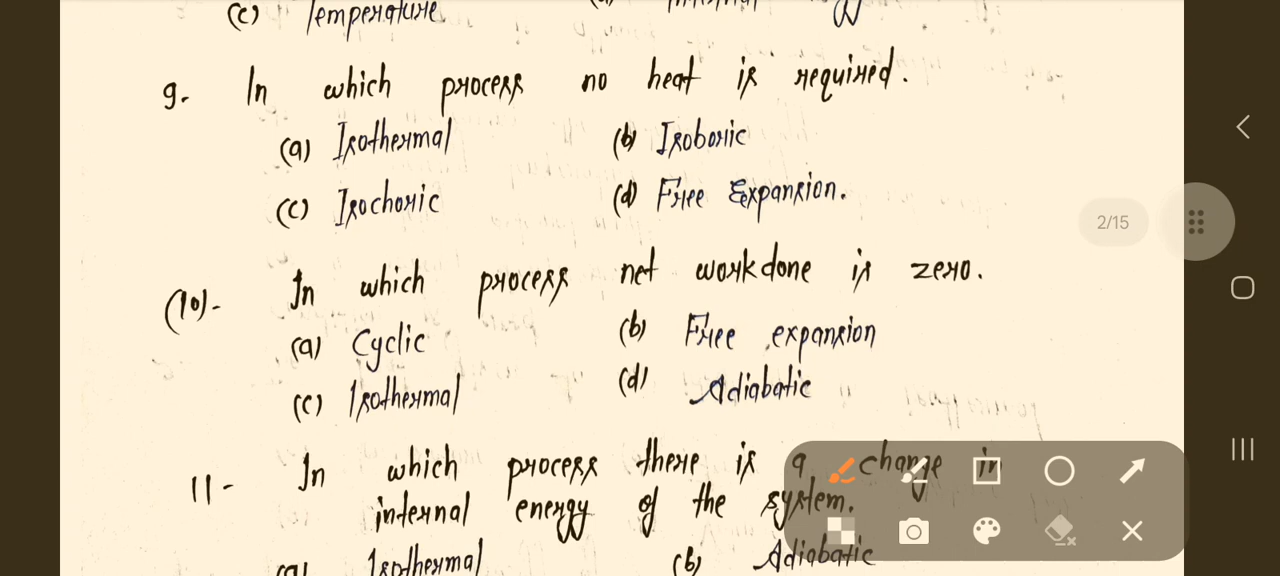 (c) Temperature
9. In which process no heat is required.
(a) Isothermal (b) Isobaric
(c) Isochoric (d) Free Expansion.
(10)- In which process net workdone is zero.
(a) Cyclic (b) Free expansion
(c) Isothermal (d) Adiabatic
11- In which process there is a change in
internal energy of the system.
(a) Isothermal (b) Adiabatic
2/15